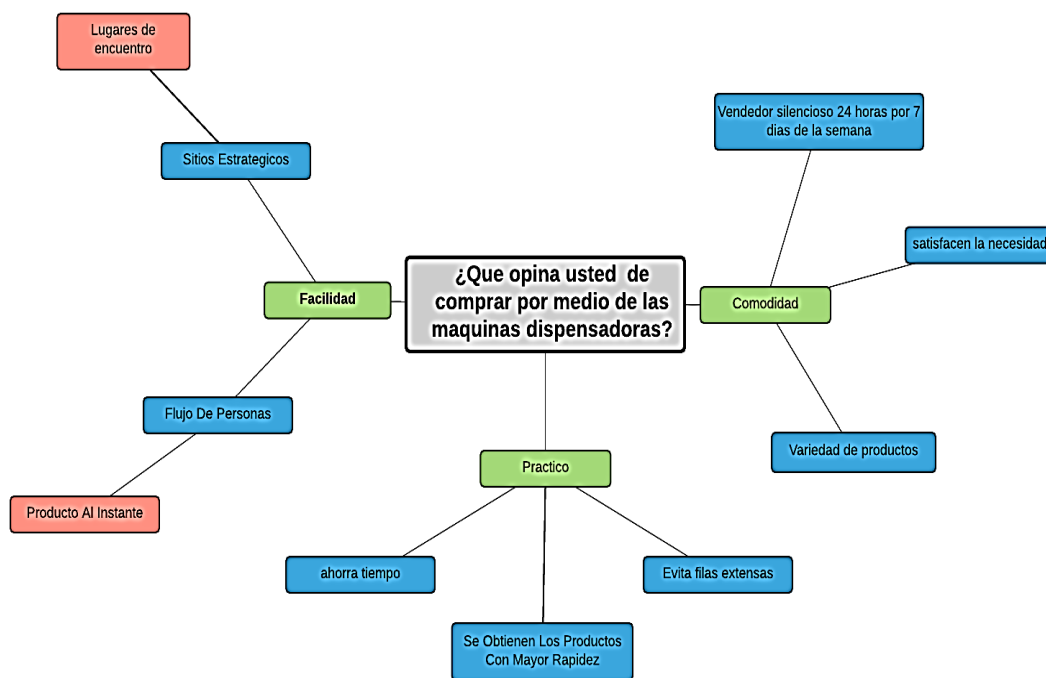 Lugares de
encuentro
Vendedor silencioso 24 horas por 7
dias de la semana
Sitios Estrategicos
satisfacen la necesidad
¿Que opina usted de
comprar por medio de las
maquinas dispensadoras?
Facilidad
Comodidad
Flujo De Personas
Variedad de productos
Practico
Producto Al Instante
ahorra tiempo
Evita filas extensas
Se Obtienen Los Productos
Con Mayor Rapidez